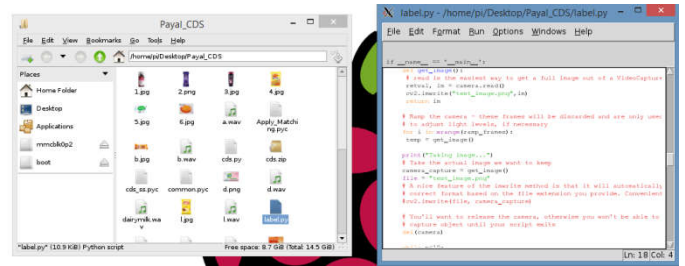 Payal_CDS
File Edit View Bookmarks Go Tools Help
/home/pi/Desktop/Payal_CDS
Places
Home Folder
Desktop
Applications
mmcblk0p2
boot
1.jpg 2.png 3.jpg 4.jpg
5.jpg 6.jpg a.wav Apply_Matchi
ng.pyc
b.jpg b.wav cds.py cds.zip
cds_ss.pyc common.pyc d.png d.wav
dairymilk.wa l.jpg l.wav label.py
v
"label.py" (10.9 KiB) Python script Free space: 8.7 GiB (Total: 14.5 GiB)
label.py - /home/pi/Desktop/Payal_CDS/label.py
File Edit Format Run Options Windows Help
if __name__ == "__main__":
def get_image():
# read is the easiest way to get a full image out of a VideoCapture
retval, im = camera.read()
cv2.imwrite("test_image.png",im)
return im
# Ramp the camera - these frames will be discarded and are only used
# to adjust light levels, if necessary
for i in xrange(ramp_frames):
temp = get_image()
print("Taking image...")
# Take the actual image we want to keep
camera_capture = get_image()
file = "test_image.png"
# A nice feature of the imwrite method is that it will automatically
# correct format based on the file extension you provide. Convenient
#cv2.imwrite(file, camera_capture)
# You'll want to release the camera, otherwise you won't be able to
# capture object until your script exits
del(camera)
Ln: 18 Col: 4